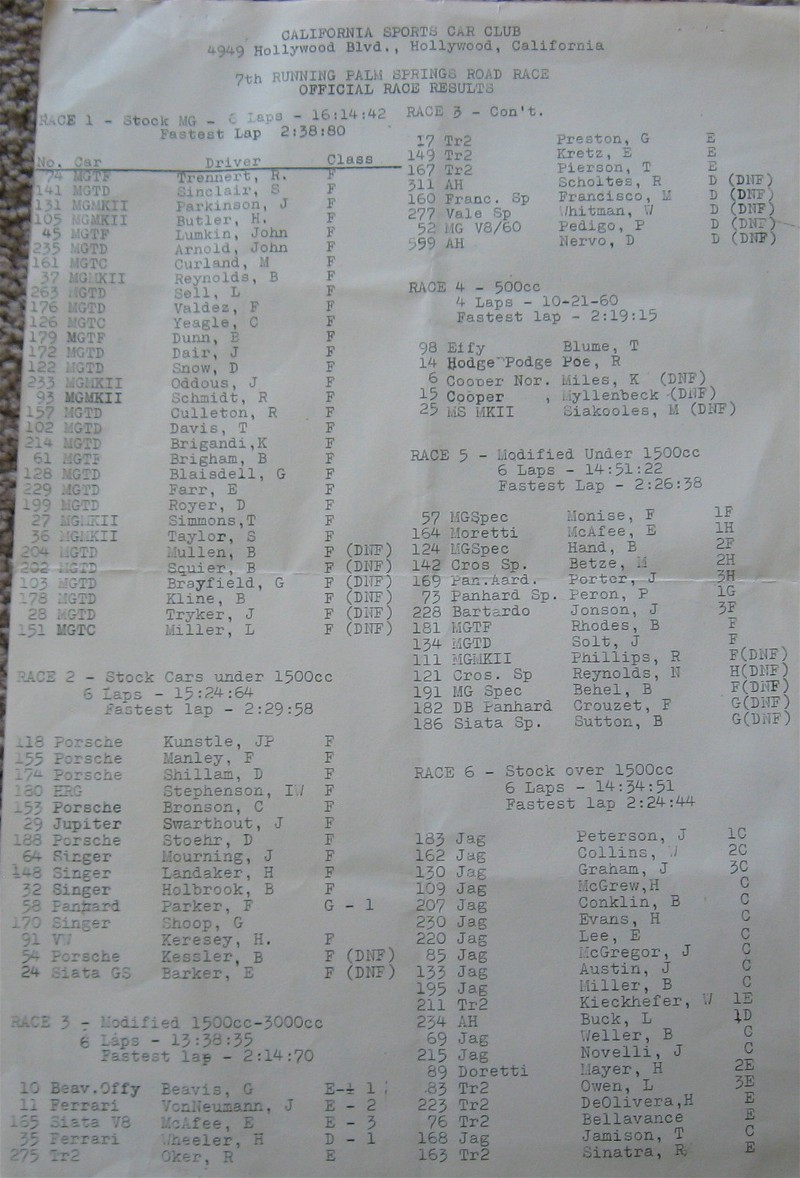 CALIFORNIA SPORTS CAR CLUB
4949 Hollywood Blvd., Hollywood, California
7th RUNNING PALM SPRINGS ROAD RACE
OFFICIAL RACE RESULTS
RACE 1 - Stock MG - 6 Laps - 16:14:42
Fastest Lap 2:38:80
No. Car Driver Class
74 MGTF Trennert, R. F
141 MGTD Sinclair, S F
131 MGMKII Parkinson, J F
105 MGMKII Butler, H. F
45 MGTF Lumkin, John F
235 MGTD Arnold, John F
161 MGTC Curland, M F
37 MGMKII Reynolds, B F
263 MGTD Sell, L F
176 MGTD Valdez, F F
126 MGTC Yeagle, C F
179 MGTF Dunn, E F
172 MGTD Dair, J F
122 MGTD Snow, D F
233 MGMKII Oddous, J F
93 MGMKII Schmidt, R F
157 MGTD Culleton, R F
102 MGTD Davis, T F
214 MGTD Brigandi,K F
61 MGTF Brigham, B F
128 MGTD Blaisdell, G F
229 MGTD Farr, E F
199 MGTD Royer, D F
27 MGMKII Simmons,T F
36 MGMKII Taylor, S F
204 MGTD Mullen, B F (DNF)
202 MGTD Squier, B F (DNF)
103 MGTD Brayfield, G F (DNF)
178 MGTD Kline, B F (DNF)
28 MGTD Tryker, J F (DNF)
151 MGTC Miller, L F (DNF)
RACE 2 - Stock Cars under 1500cc
6 Laps - 15:24:64
Fastest lap - 2:29:58
118 Porsche Kunstle, JP F
155 Porsche Manley, F F
174 Porsche Shillam, D F
180 HRG Stephenson, IW F
153 Porsche Bronson, C F
29 Jupiter Swarthout, J F
188 Porsche Stoehr, D F
64 Singer Mourning, J F
148 Singer Landaker, H F
32 Singer Holbrook, B F
58 Panhard Parker, F G - 1
170 Singer Shoop, G
91 VW Keresey, H. F
54 Porsche Kessler, B F (DNF)
24 Siata GS Barker, E F (DNF)
RACE 3 - Modified 1500cc-3000cc
6 Laps - 13:38:35
Fastest lap - 2:14:70
10 Beav.Offy Beavis, G E - 1
11 Ferrari VonNeumann, J E - 2
165 Siata V8 McAfee, E E - 3
35 Ferrari Wheeler, H D - 1
275 Tr2 Oker, R E
RACE 3 - Con't.
17 Tr2 Preston, G E
149 Tr2 Kretz, E E
167 Tr2 Pierson, T E
311 AH Scholtes, R D (DNF)
160 Franc. Sp Francisco, M D (DNF)
277 Vale Sp Whitman, W D (DNF)
52 MG V8/60 Pedigo, P D (DNF)
599 AH Nervo, D D (DNF)
RACE 4 - 500cc
4 Laps - 10-21-60
Fastest lap - 2:19:15
98 Effy Blume, T
14 Hodge Podge Poe, R
6 Cooper Nor. Miles, K (DNF)
15 Cooper , Hyllenbeck (DNF)
25 MS MKII Siakooles, M (DNF)
RACE 5 - Modified Under 1500cc
6 Laps - 14:51:22
Fastest Lap - 2:26:38
57 MGSpec Monise, F 1F
164 Moretti McAfee, E 1H
124 MGSpec Hand, B 2F
142 Cros Sp. Betze, M 2H
169 Pan.Aard. Porter, J 3H
73 Panhard Sp. Peron, P 1G
228 Bartardo Jonson, J 3F
181 MGTF Rhodes, B F
134 MGTD Solt, J F
111 MGMKII Phillips, R F(DNF)
121 Cros. Sp Reynolds, N H(DNF)
191 MG Spec Behel, B F(DNF)
182 DB Panhard Crouzet, F G(DNF)
186 Siata Sp. Sutton, B G(DNF)
RACE 6 - Stock over 1500cc
6 Laps - 14:34:51
Fastest lap 2:24:44
183 Jag Peterson, J 1C
162 Jag Collins, W 2C
130 Jag Graham, J 3C
109 Jag McGrew,H C
207 Jag Conklin, B C
230 Jag Evans, H C
220 Jag Lee, E C
85 Jag McGregor, J C
133 Jag Austin, J C
195 Jag Miller, B C
211 Tr2 Kieckhefer, W 1E
234 AH Buck, L 1D
69 Jag Weller, B C
215 Jag Novelli, J C
89 Doretti Mayer, H 2E
83 Tr2 Owen, L 3E
223 Tr2 DeOlivera,H E
76 Tr2 Bellavance E
168 Jag Jamison, T C
163 Tr2 Sinatra, R E